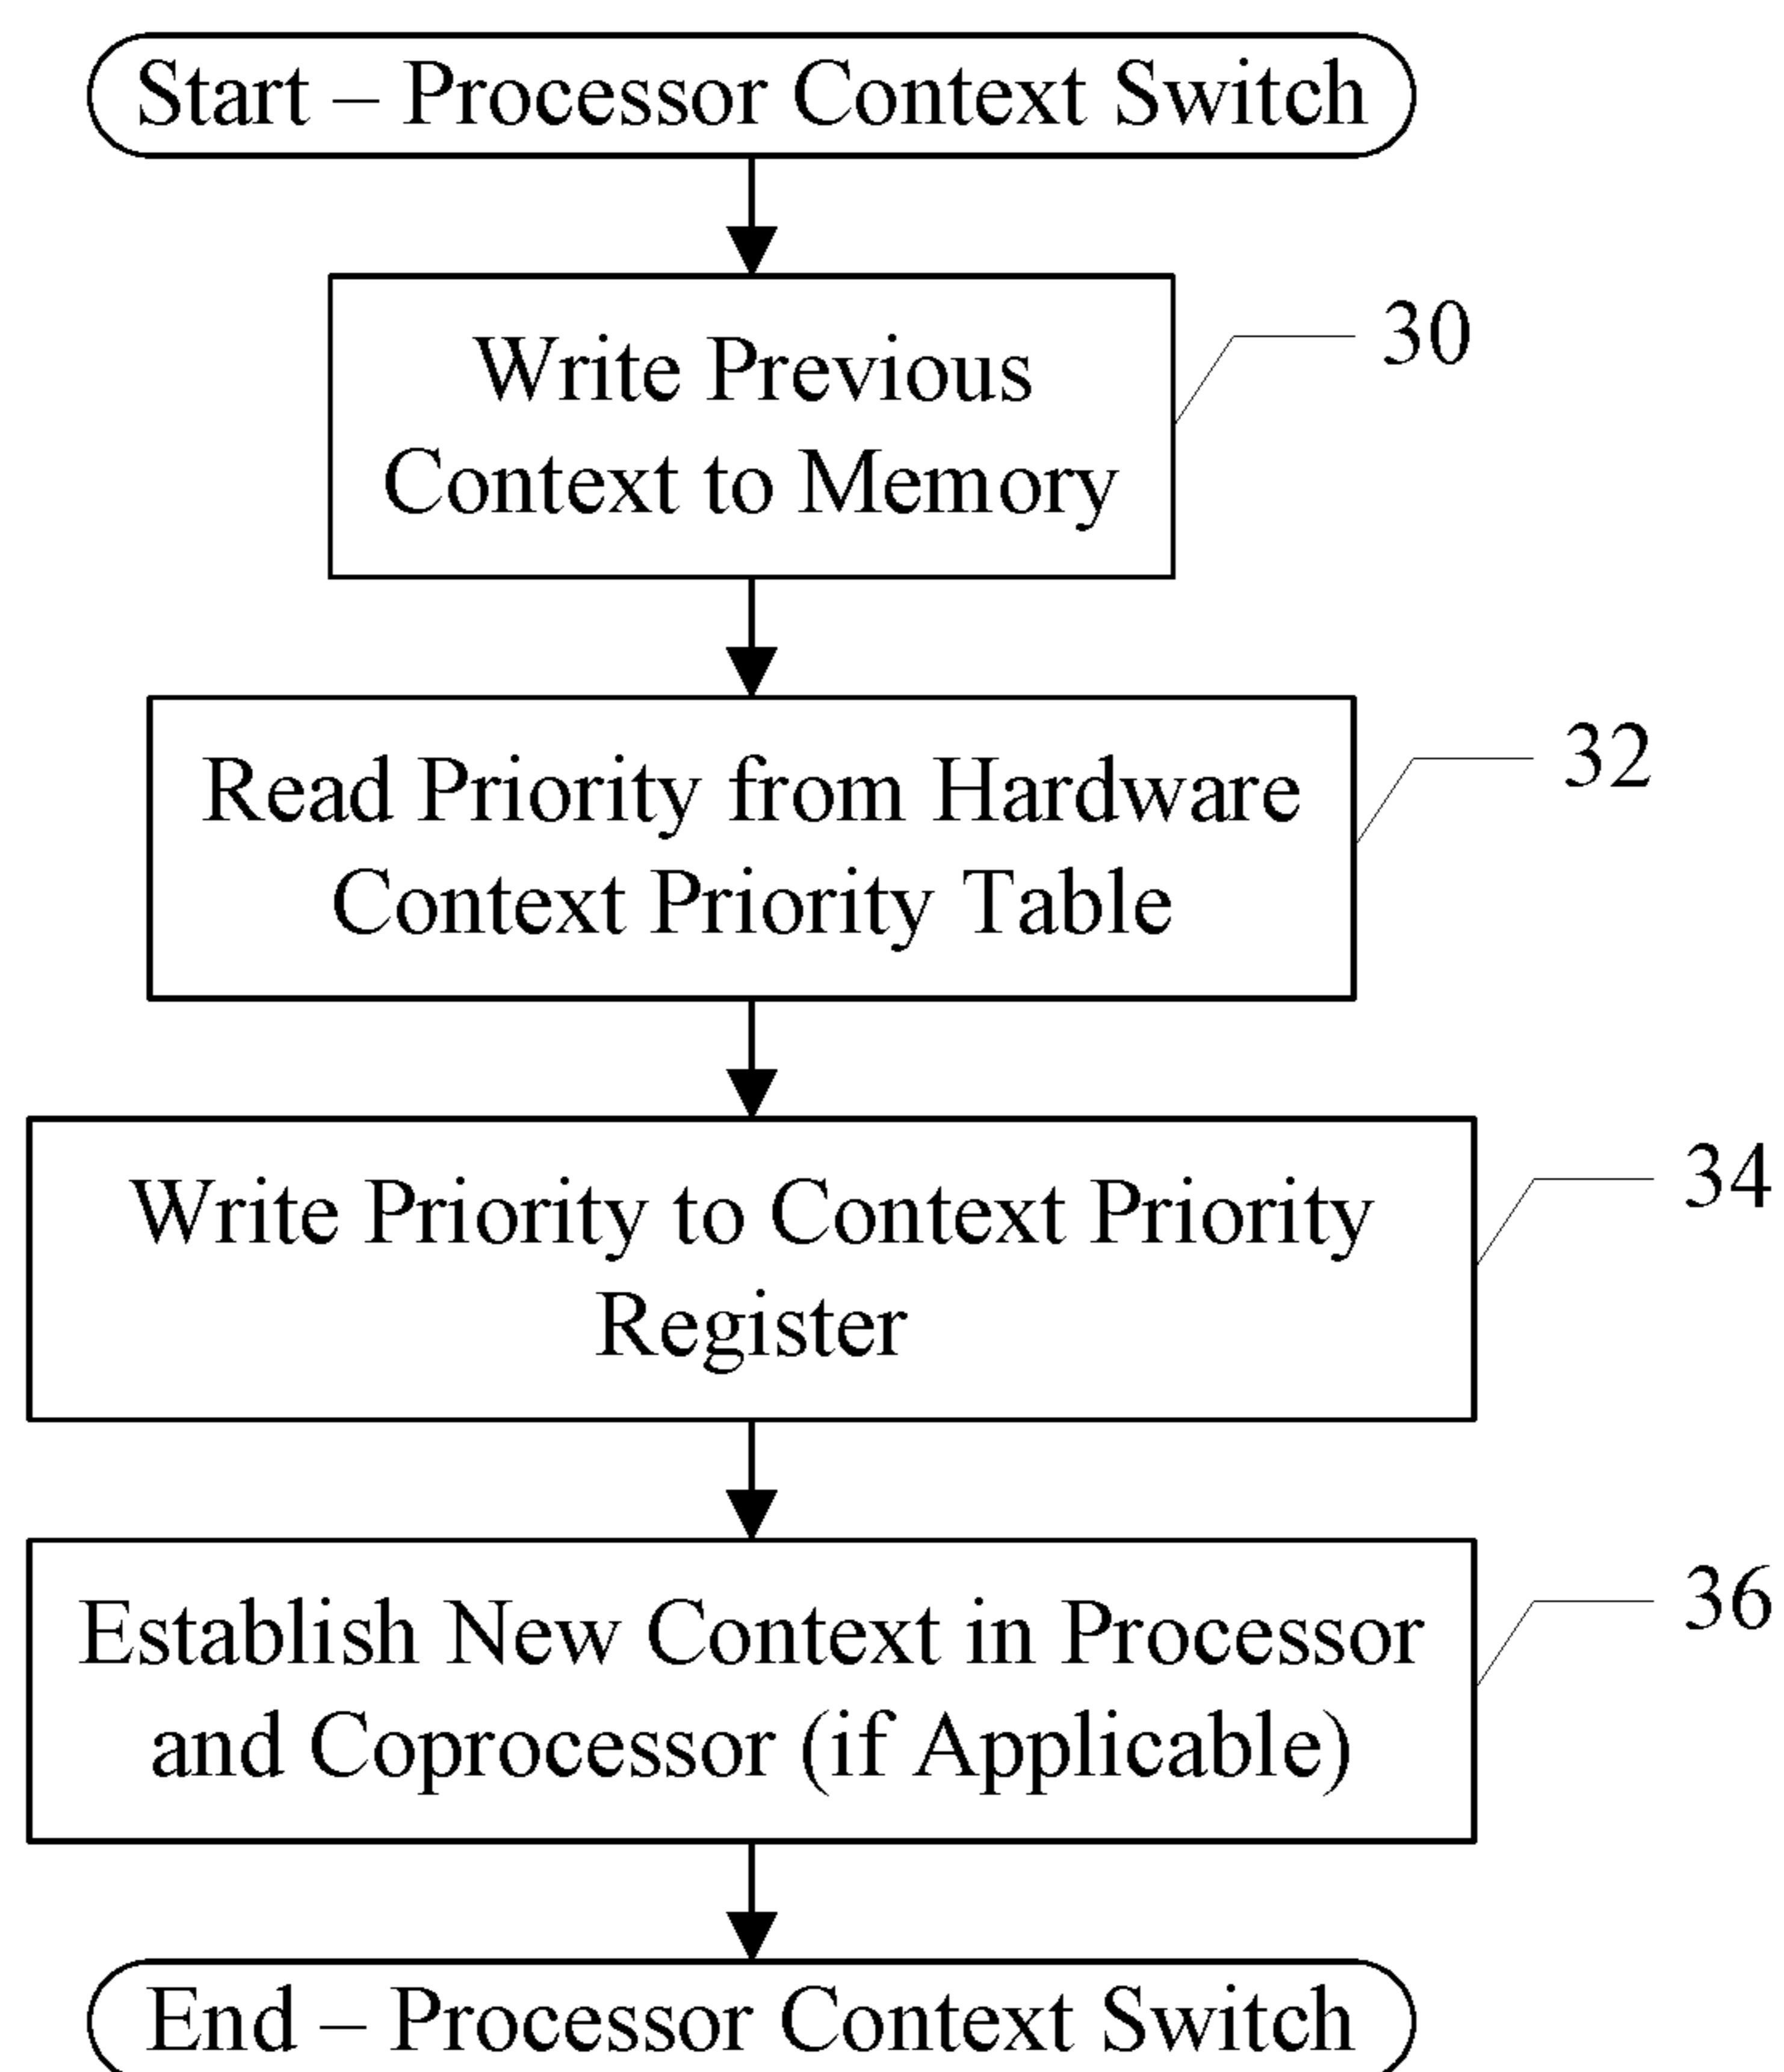 Start – Processor Context Switch
30
Write Previous
Context to Memory
32
Read Priority from Hardware
Context Priority Table
34
Write Priority to Context Priority
Register
36
Establish New Context in Processor
and Coprocessor (if Applicable)
End – Processor Context Switch